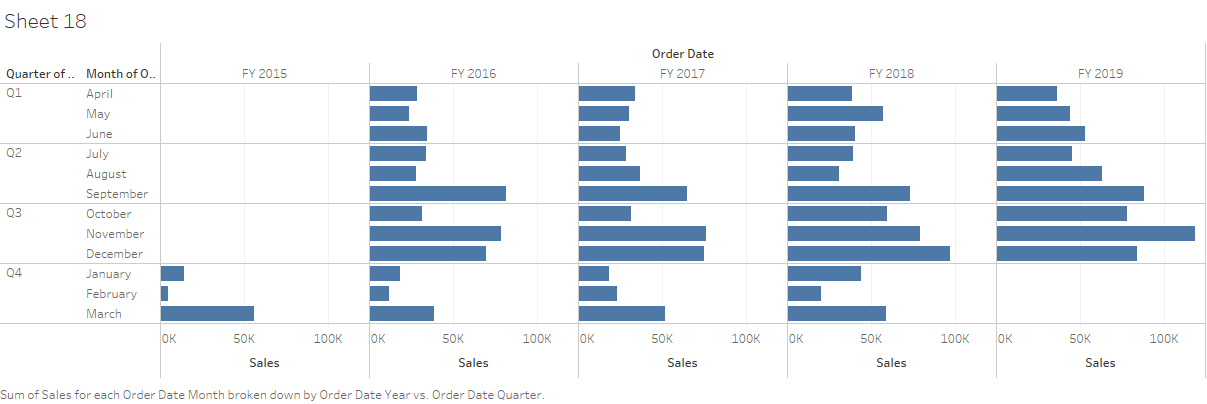 Sheet 18
Order Date
Quarter of .. Month of O.. FY 2015 FY 2016 FY 2017 FY 2018 FY 2019
Q1 April
May
June
Q2 July
August
September
Q3 October
November
December
Q4 January
February
March
0K 50K 100K 0K 50K 100K 0K 50K 100K 0K 50K 100K 0K 50K 100K
Sales Sales Sales Sales Sales
Sum of Sales for each Order Date Month broken down by Order Date Year vs. Order Date Quarter.